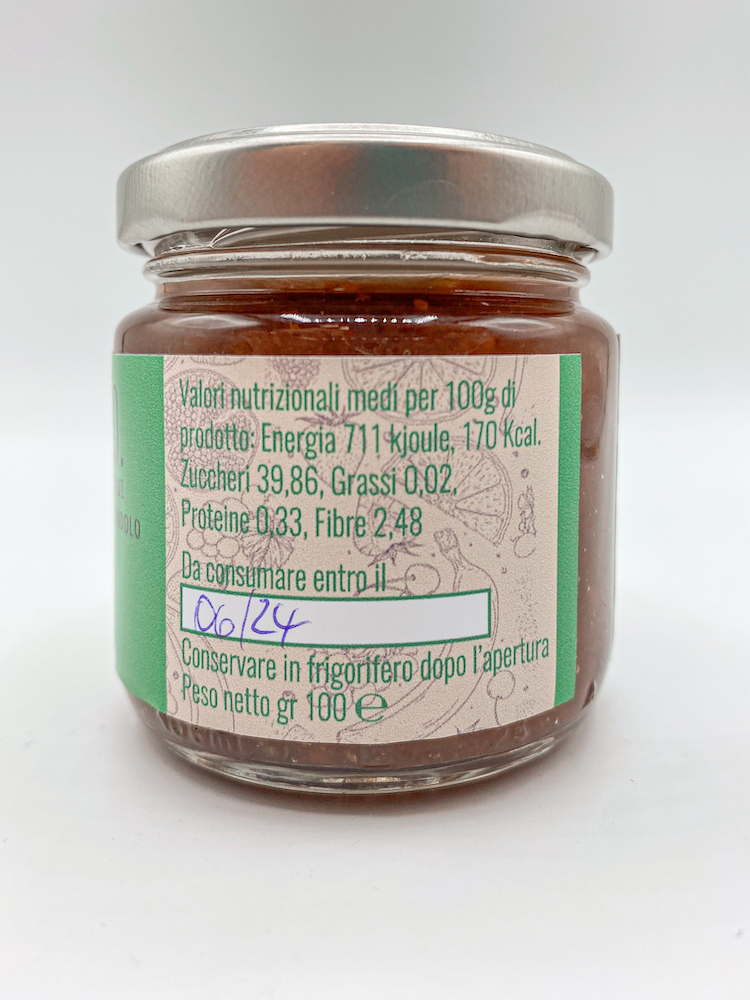 Valori nutrizionali medi per 100g di
prodotto: Energia 711 kjoule, 170 Kcal.
Zuccheri 39,86, Grassi 0,02,
Proteine 0,33, Fibre 2,48
Da consumare entro il
06/24
Conservare in frigorifero dopo l'apertura
Peso netto gr 100 ℮